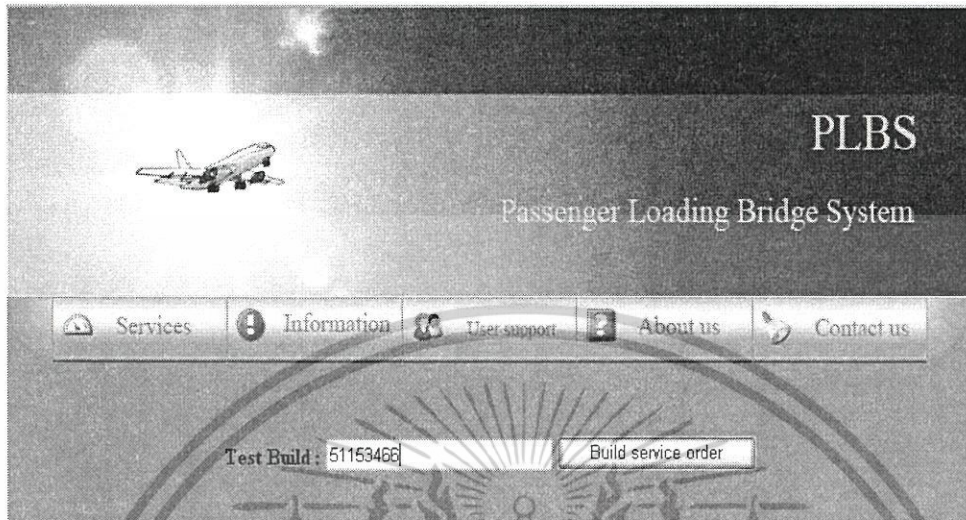 PLBS
Passenger Loading Bridge System
Services Information User support About us Contact us
Test Build : 51153466 Build service order